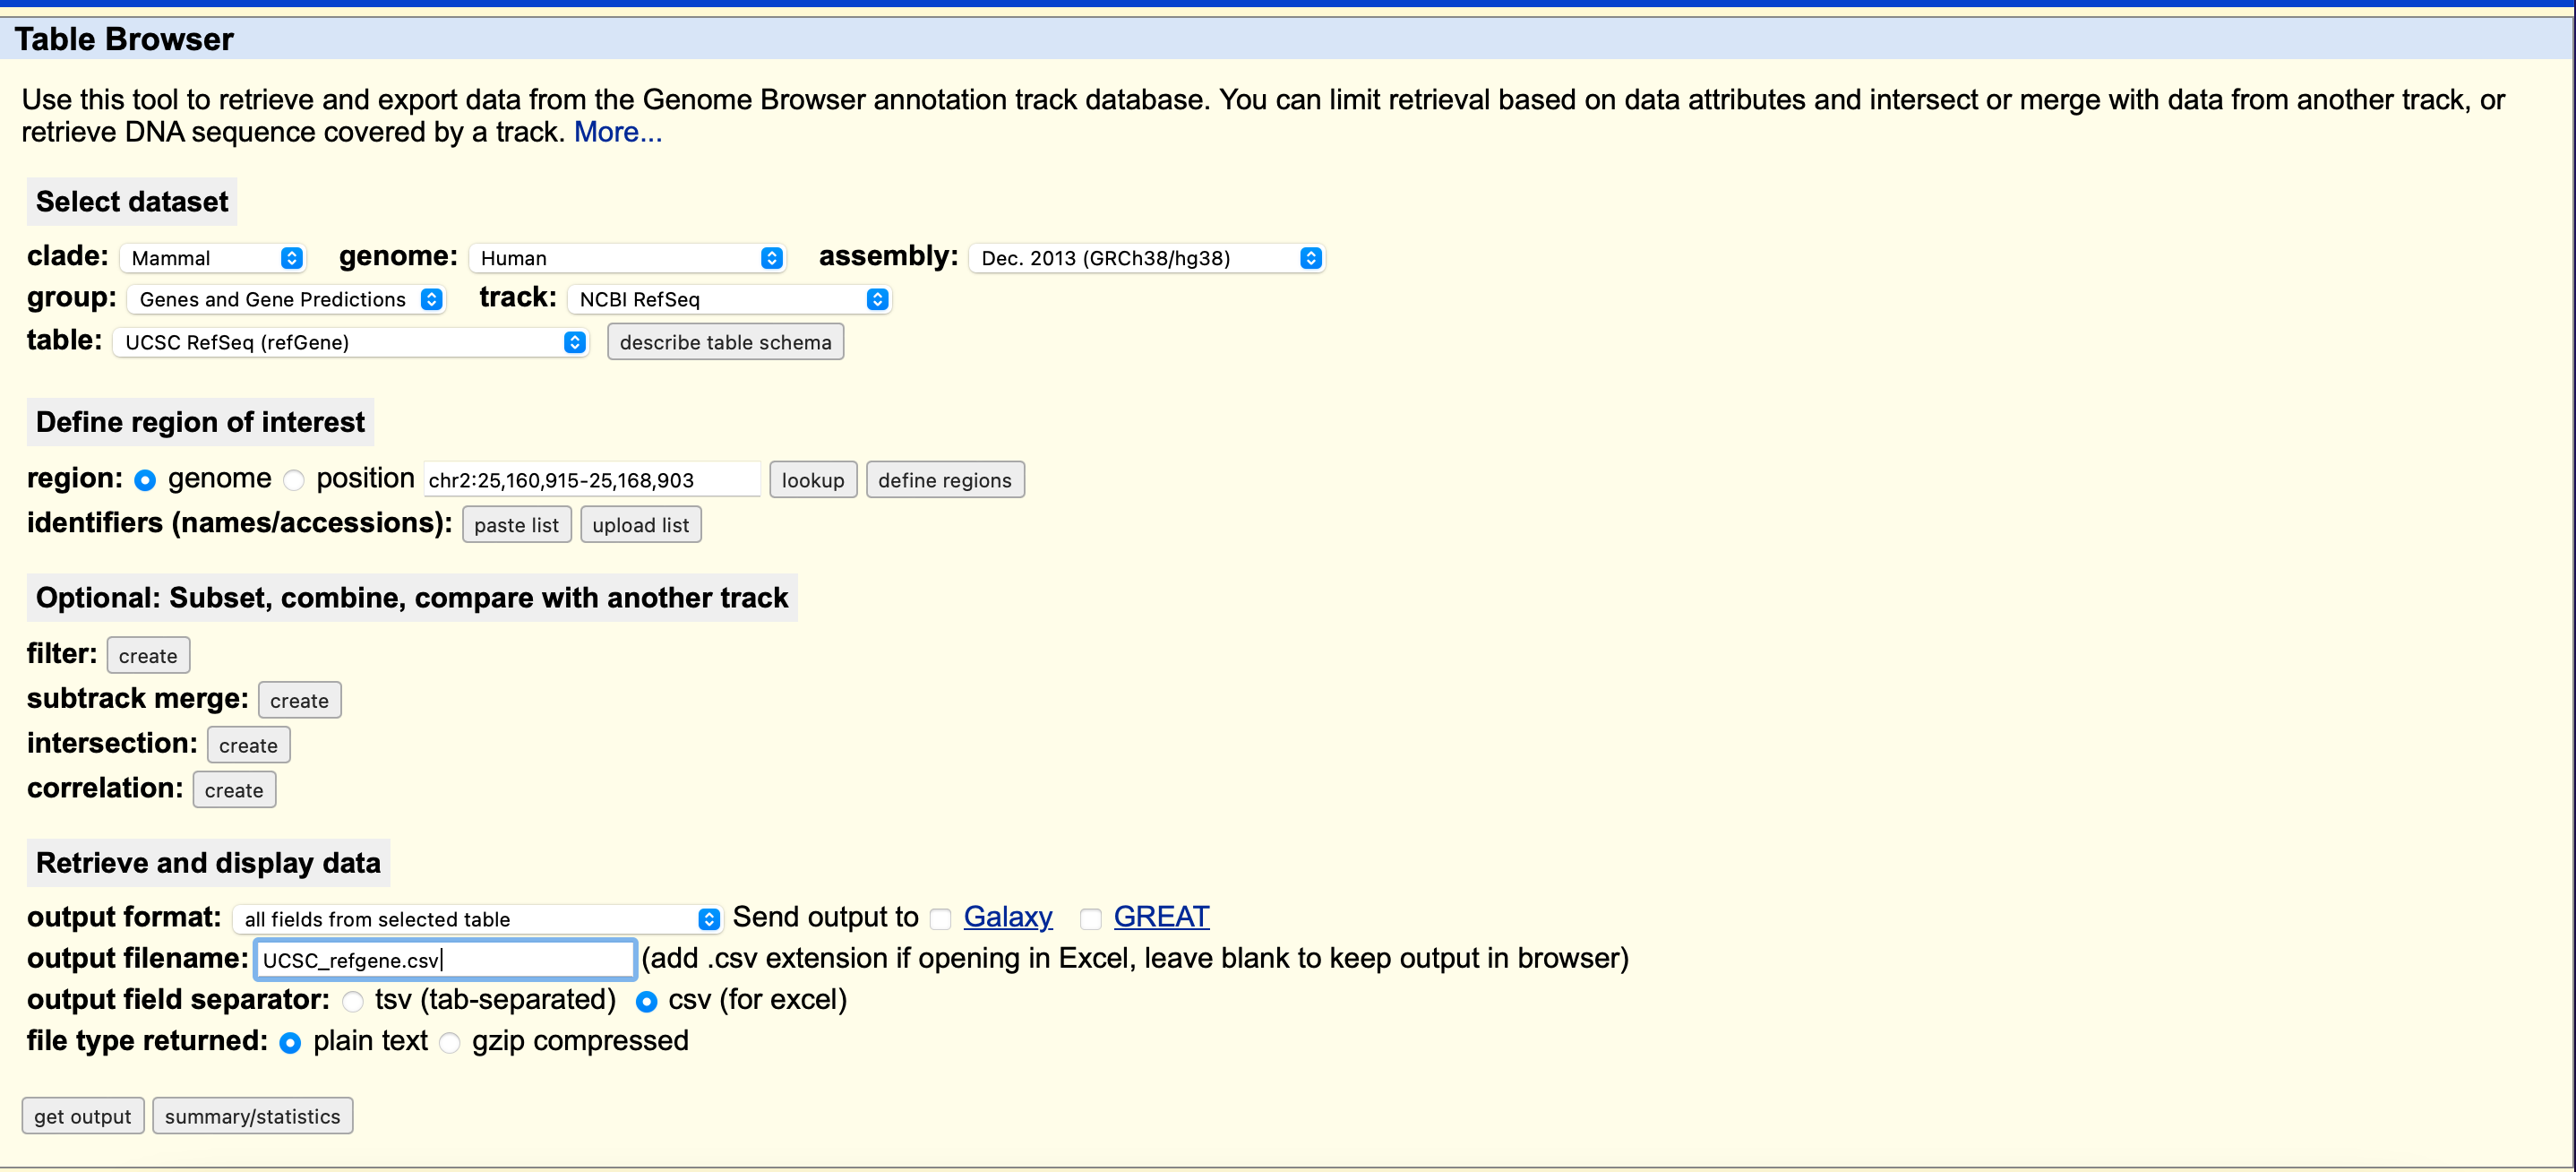 Table Browser
Use this tool to retrieve and export data from the Genome Browser annotation track database. You can limit retrieval based on data attributes and intersect or merge with data from another track, or
retrieve DNA sequence covered by a track. More...
Select dataset
clade: Mammal genome: Human assembly: Dec. 2013 (GRCh38/hg38)
group: Genes and Gene Predictions track: NCBI RefSeq
table: UCSC RefSeq (refGene) describe table schema
Define region of interest
region: genome position chr2:25,160,915-25,168,903 lookup define regions
identifiers (names/accessions): paste list upload list
Optional: Subset, combine, compare with another track
filter: create
subtrack merge: create
intersection: create
correlation: create
Retrieve and display data
output format: all fields from selected table Send output to Galaxy GREAT
output filename: UCSC_refgene.csv (add .csv extension if opening in Excel, leave blank to keep output in browser)
output field separator: tsv (tab-separated) csv (for excel)
file type returned: plain text gzip compressed
get output summary/statistics